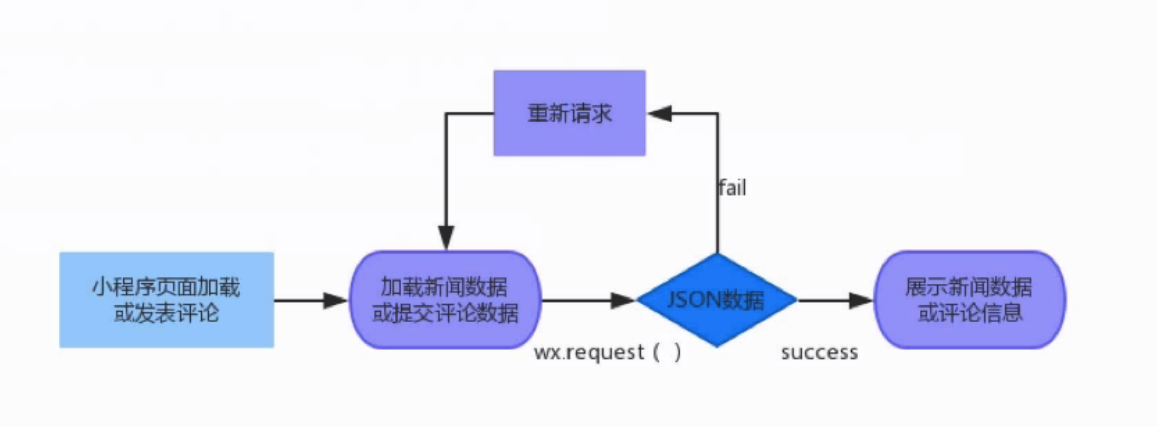 重新请求
fail
小程序页面加载
或发表评论
加载新闻数据
或提交评论数据
wx.request（ ）
JSON数据
success
展示新闻数据
或评论信息